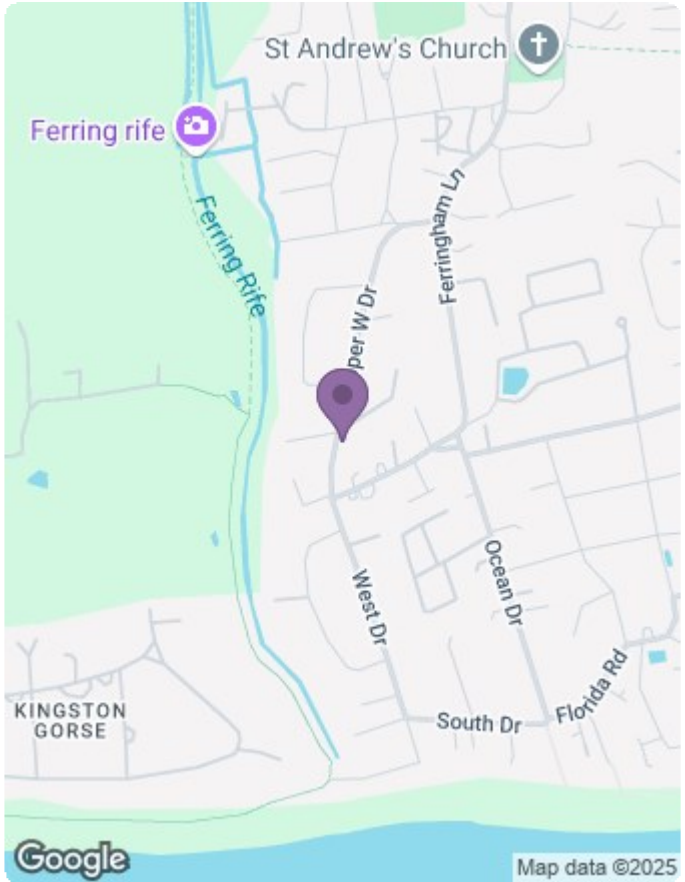 St Andrew's Church
Ferring rife
Ferringham Ln
Ferring Rife
per W Dr
Ocean Dr
West Dr
Florida Rd
KINGSTON
GORSE
South Dr
Google
Map data ©2025